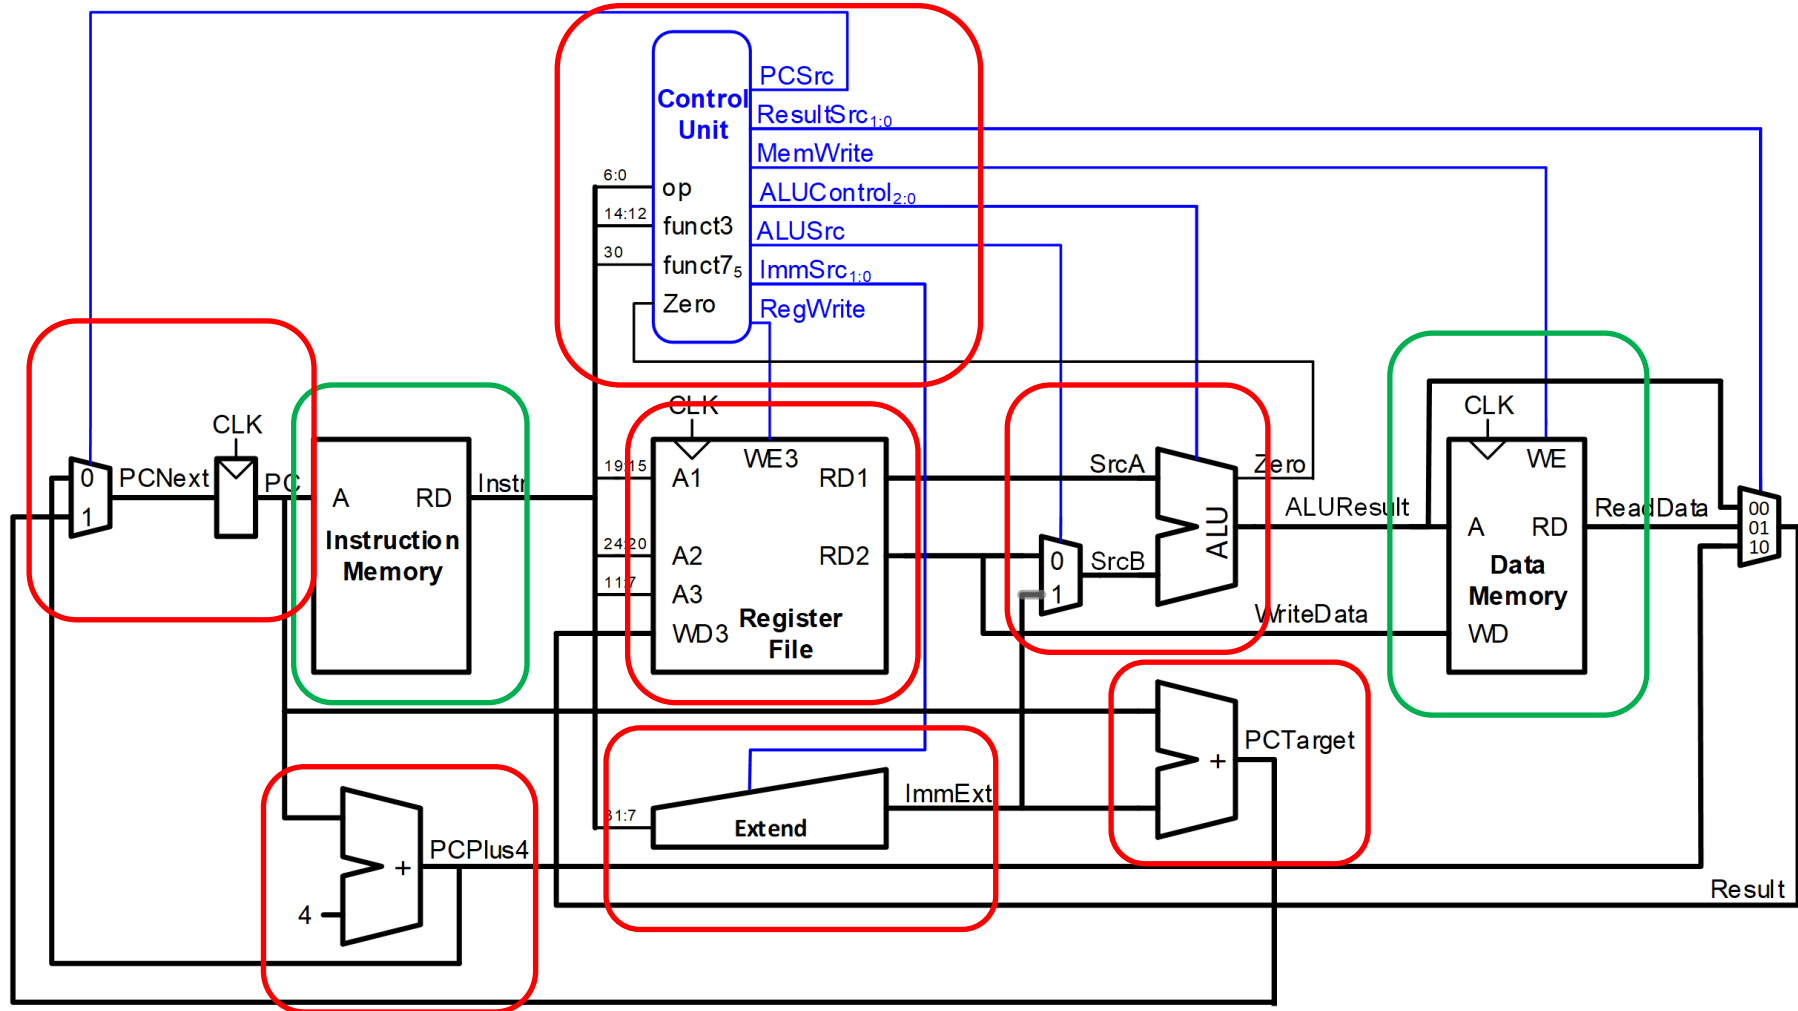 PCSrc
Control
Unit
ResultSrc1:0
MemWrite
6:0
op
ALUControl2:0
14:12
funct3
ALUSrc
30
funct75
ImmSrc1:0
Zero
RegWrite
CLK
CLK
CLK
0
1
PCNext
PC
A
RD
Instr
Instruction
Memory
19:15
A1
WE3
RD1
24:20
A2
RD2
11:7
A3
WD3
Register
File
SrcA
0
1
SrcB
ALU
Zero
ALUResult
WriteData
WE
A
RD
Data
Memory
WD
ReadData
00
01
10
31:7
Extend
ImmExt
+
PCTarget
4
+
PCPlus4
Result